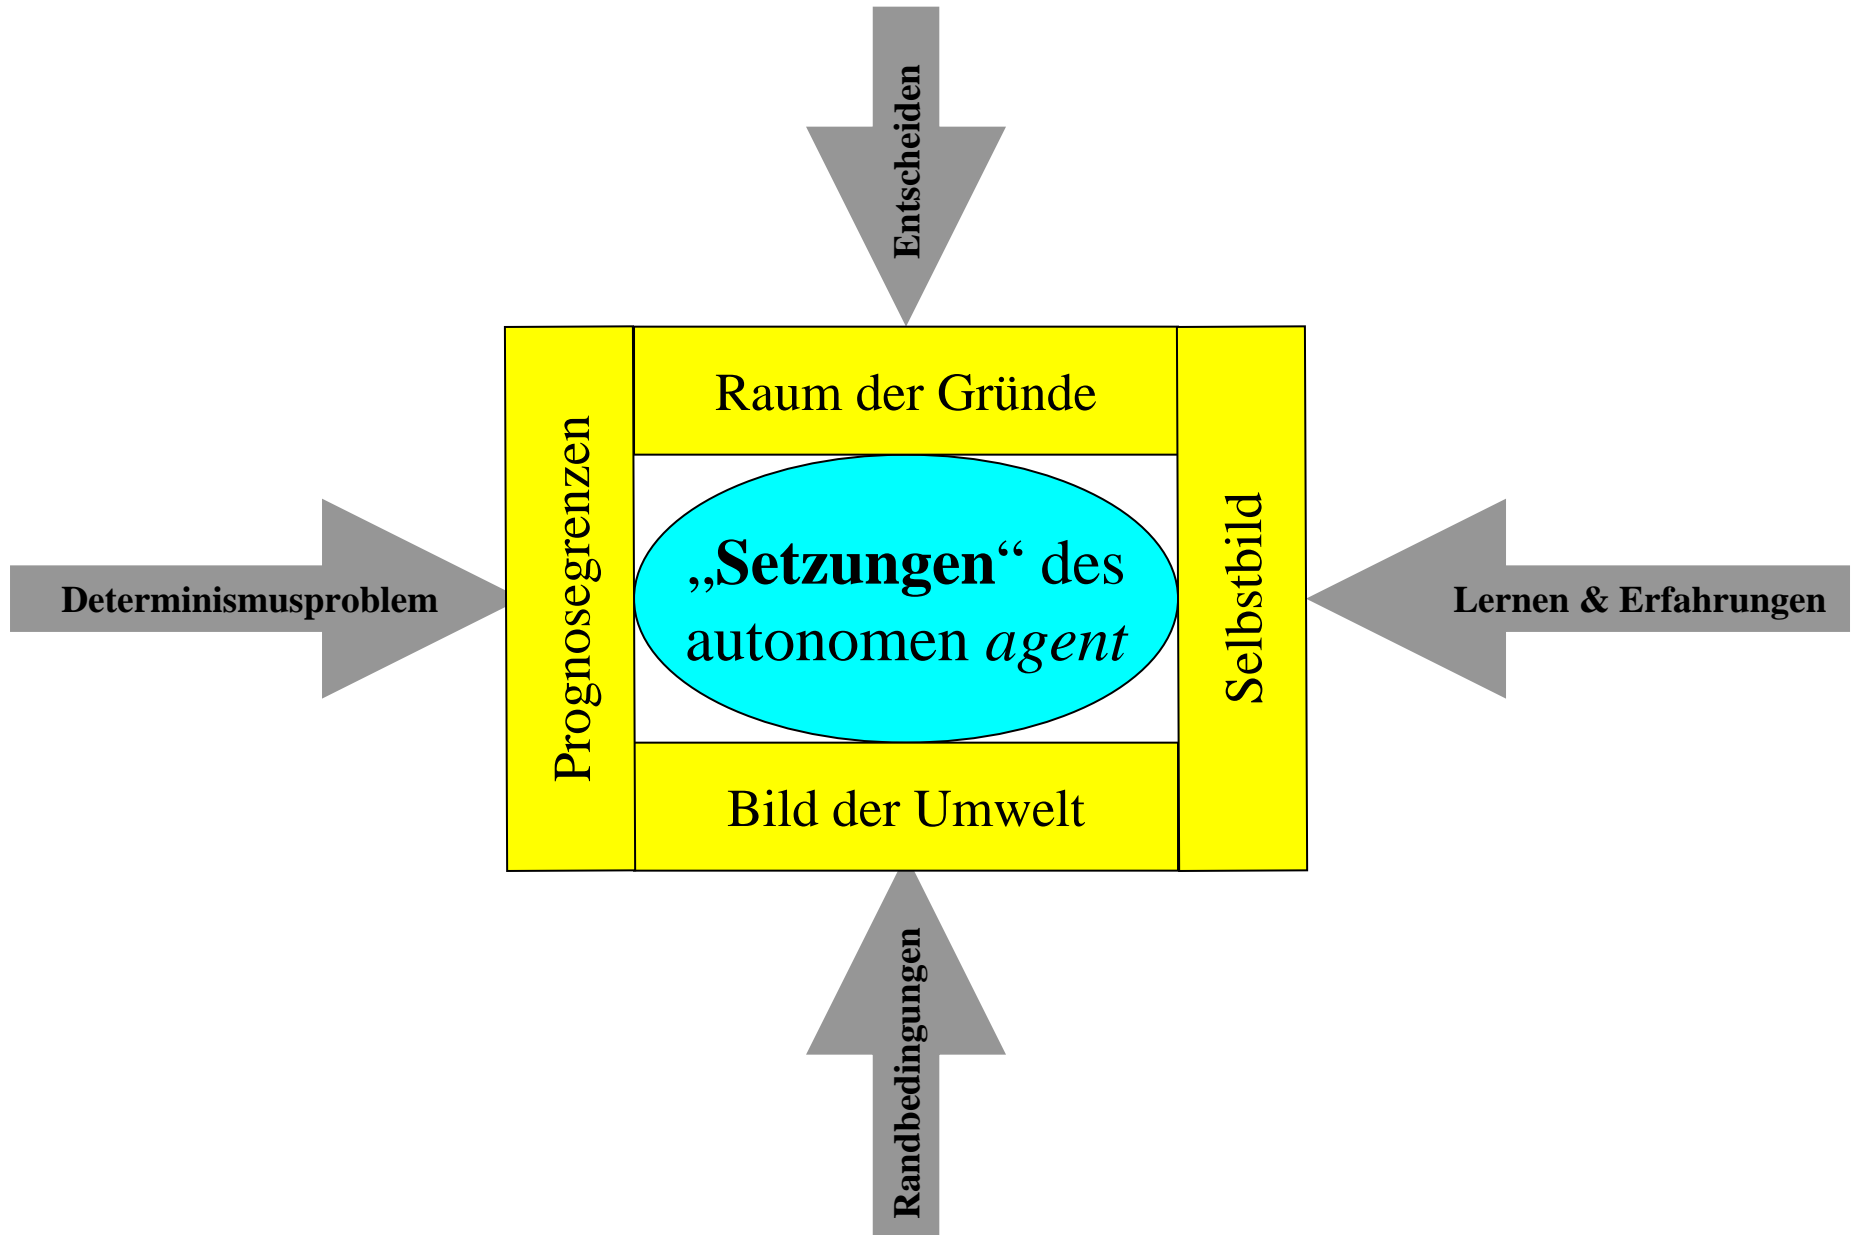 Entscheiden
Raum der Gründe
Prognosegrenzen
Determinismusproblem
„Setzungen“ des
autonomen agent
Selbstbild
Lernen & Erfahrungen
Bild der Umwelt
Randbedingungen